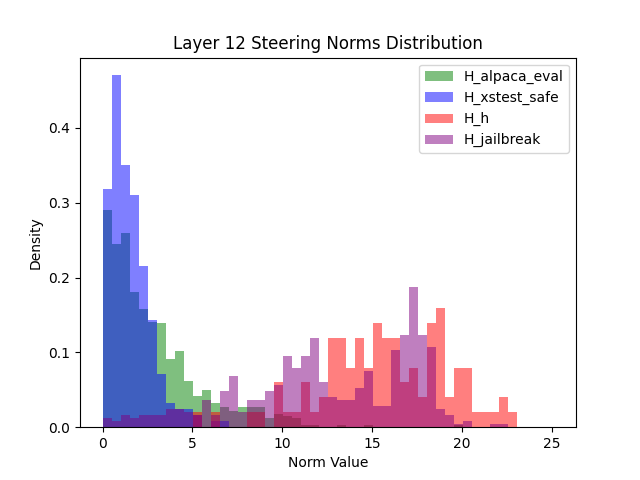 Layer 12 Steering Norms Distribution
H_alpaca_eval
H_xstest_safe
H_h
H_jailbreak
Density
0.4
0.3
0.2
0.1
0.0
0 5 10 15 20 25
Norm Value